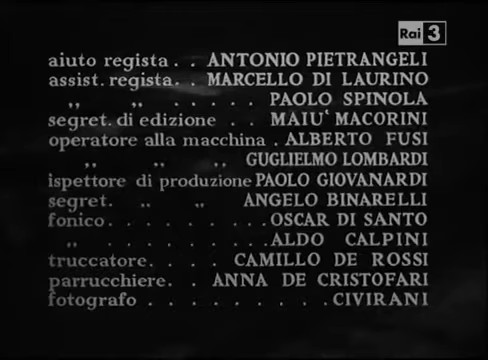 Rai 3
aiuto regista . . ANTONIO PIETRANGELI
assist. regista. . MARCELLO DI LAURINO
„ „ . . . . . PAOLO SPINOLA
segret. di edizione . . MAIU' MACORINI
operatore alla macchina . ALBERTO FUSI
„ „ „ GUGLIELMO LOMBARDI
ispettore di produzione PAOLO GIOVANARDI
segret. „ „ ANGELO BINARELLI
fonico . . . . . . . . . OSCAR DI SANTO
„ . . . . . . . . . ALDO CALPINI
truccatore. . . . CAMILLO DE ROSSI
parrucchiere. . ANNA DE CRISTOFARI
fotografo . . . . . . . . . CIVIRANI